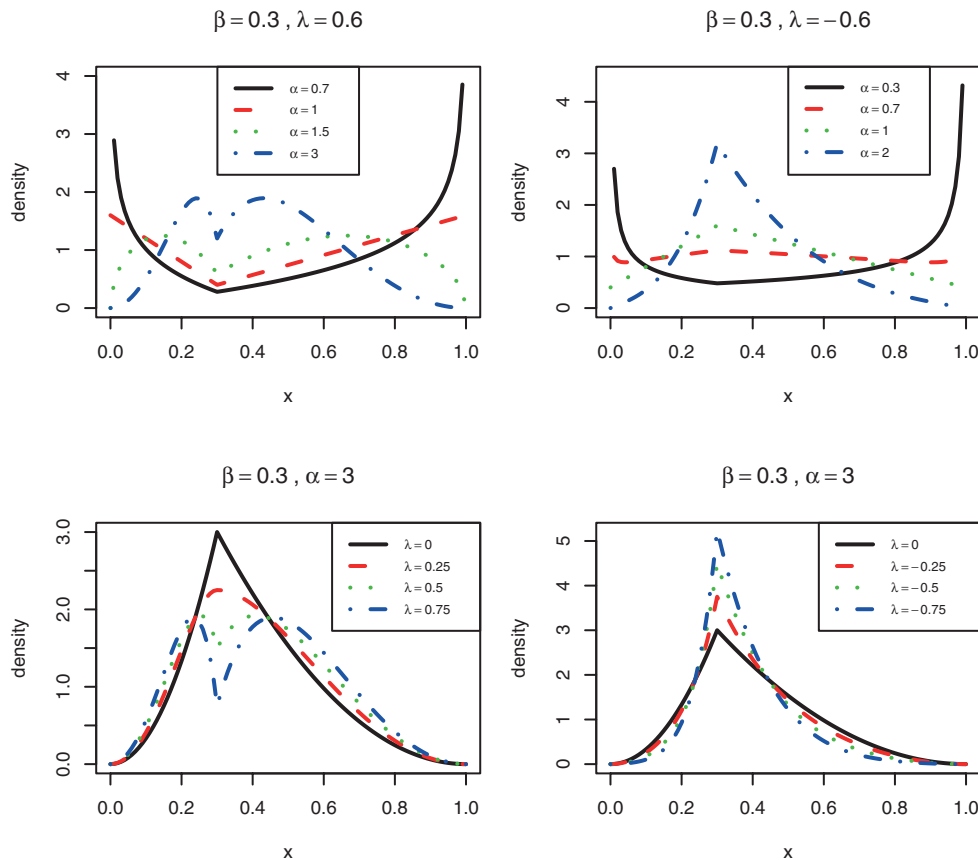 β = 0.3 , λ = 0.6
density
4
3
2
1
0
α = 0.7
α = 1
α = 1.5
α = 3
0.0 0.2 0.4 0.6 0.8 1.0
x
β = 0.3 , λ = −0.6
density
4
3
2
1
0
α = 0.3
α = 0.7
α = 1
α = 2
0.0 0.2 0.4 0.6 0.8 1.0
x
β = 0.3 , α = 3
density
3.0
2.0
1.0
0.0
λ = 0
λ = 0.25
λ = 0.5
λ = 0.75
0.0 0.2 0.4 0.6 0.8 1.0
x
β = 0.3 , α = 3
density
5
4
3
2
1
0
λ = 0
λ = −0.25
λ = −0.5
λ = −0.75
0.0 0.2 0.4 0.6 0.8 1.0
x